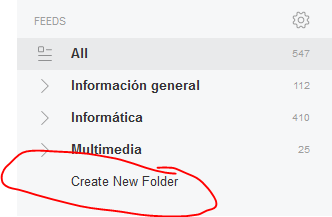 FEEDS
All 547
Información general 112
Informática 410
Multimedia 25
Create New Folder